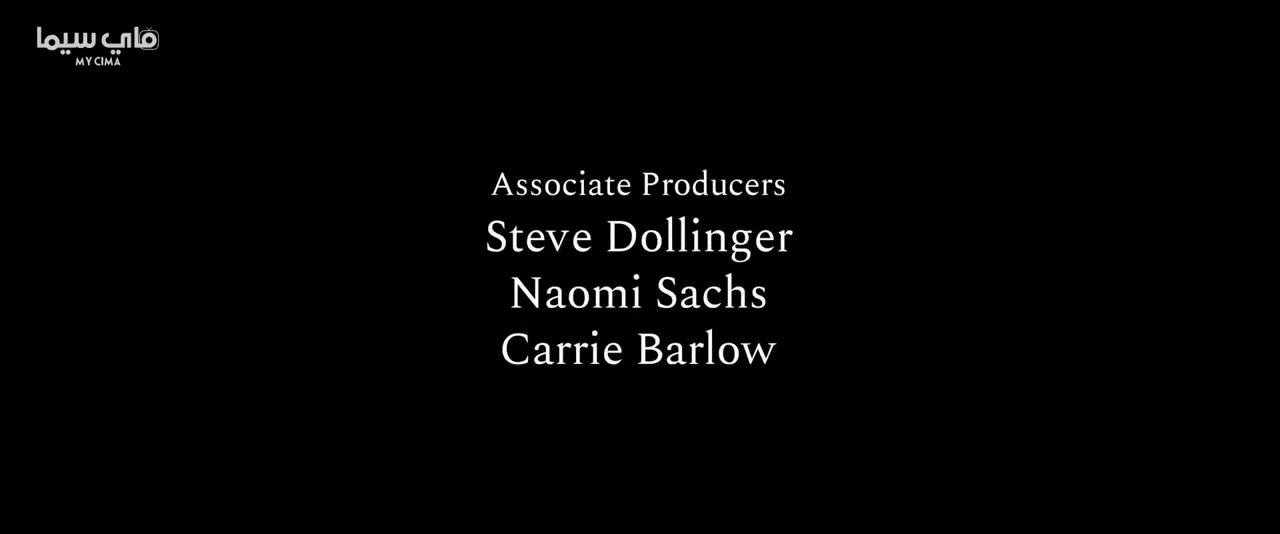 ماي سيما
MY CIMA
Associate Producers
Steve Dollinger
Naomi Sachs
Carrie Barlow